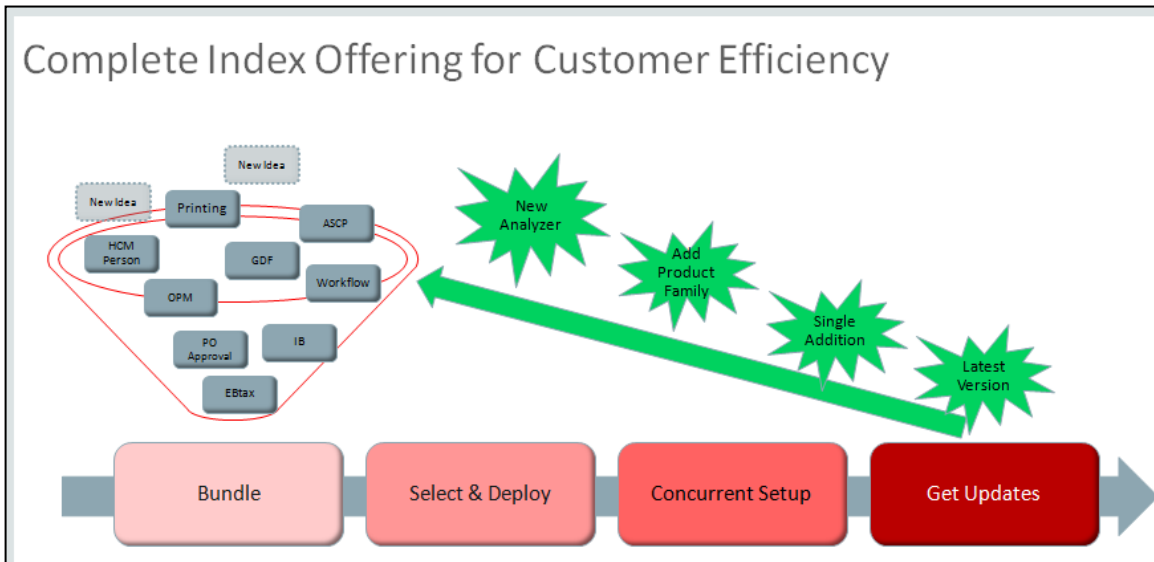 Complete Index Offering for Customer Efficiency
New Idea
New Idea
Printing
ASCP
HCM
Person
GDF
Workflow
OPM
PO
Approval
IB
EBtax
New
Analyzer
Add
Product
Family
Single
Addition
Latest
Version
Bundle
Select & Deploy
Concurrent Setup
Get Updates